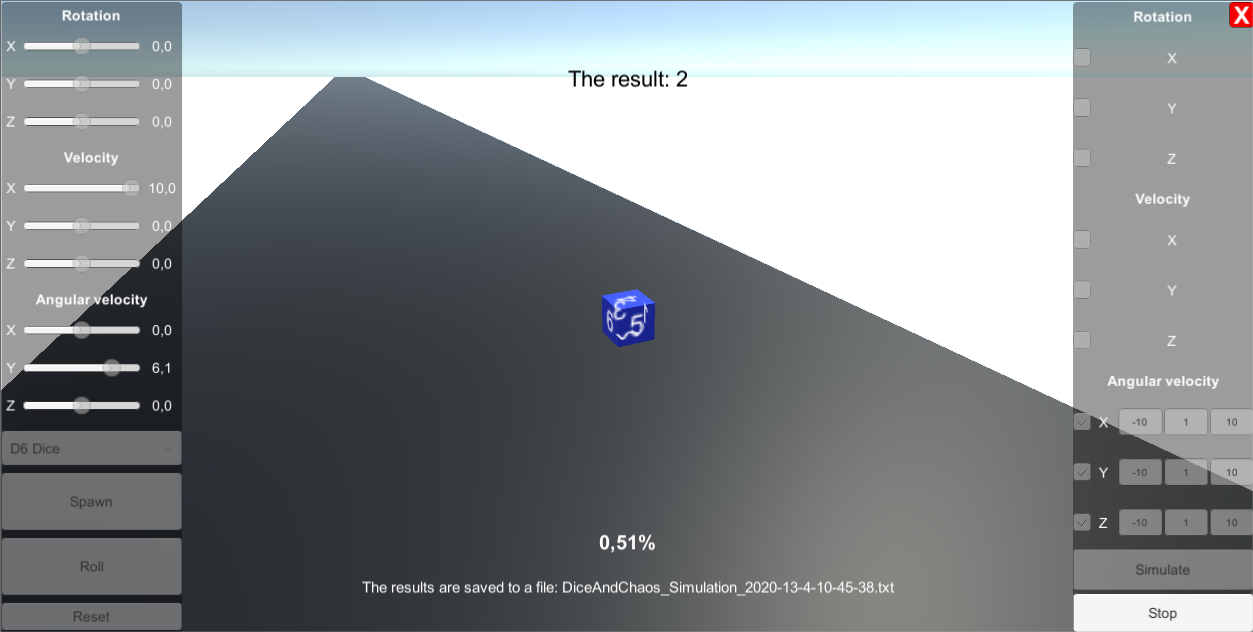 Rotation
X 0,0
Y 0,0
Z 0,0
Velocity
X 10,0
Y 0,0
Z 0,0
Angular velocity
X 0,0
Y 6,1
Z 0,0
D6 Dice
Spawn
Roll
Reset
The result: 2
6 5
0,51%
The results are saved to a file: DiceAndChaos_Simulation_2020-13-4-10-45-38.txt
X
Rotation
X
Y
Z
Velocity
X
Y
Z
Angular velocity
X -10 1 10
Y -10 1 10
Z -10 1 10
Simulate
Stop